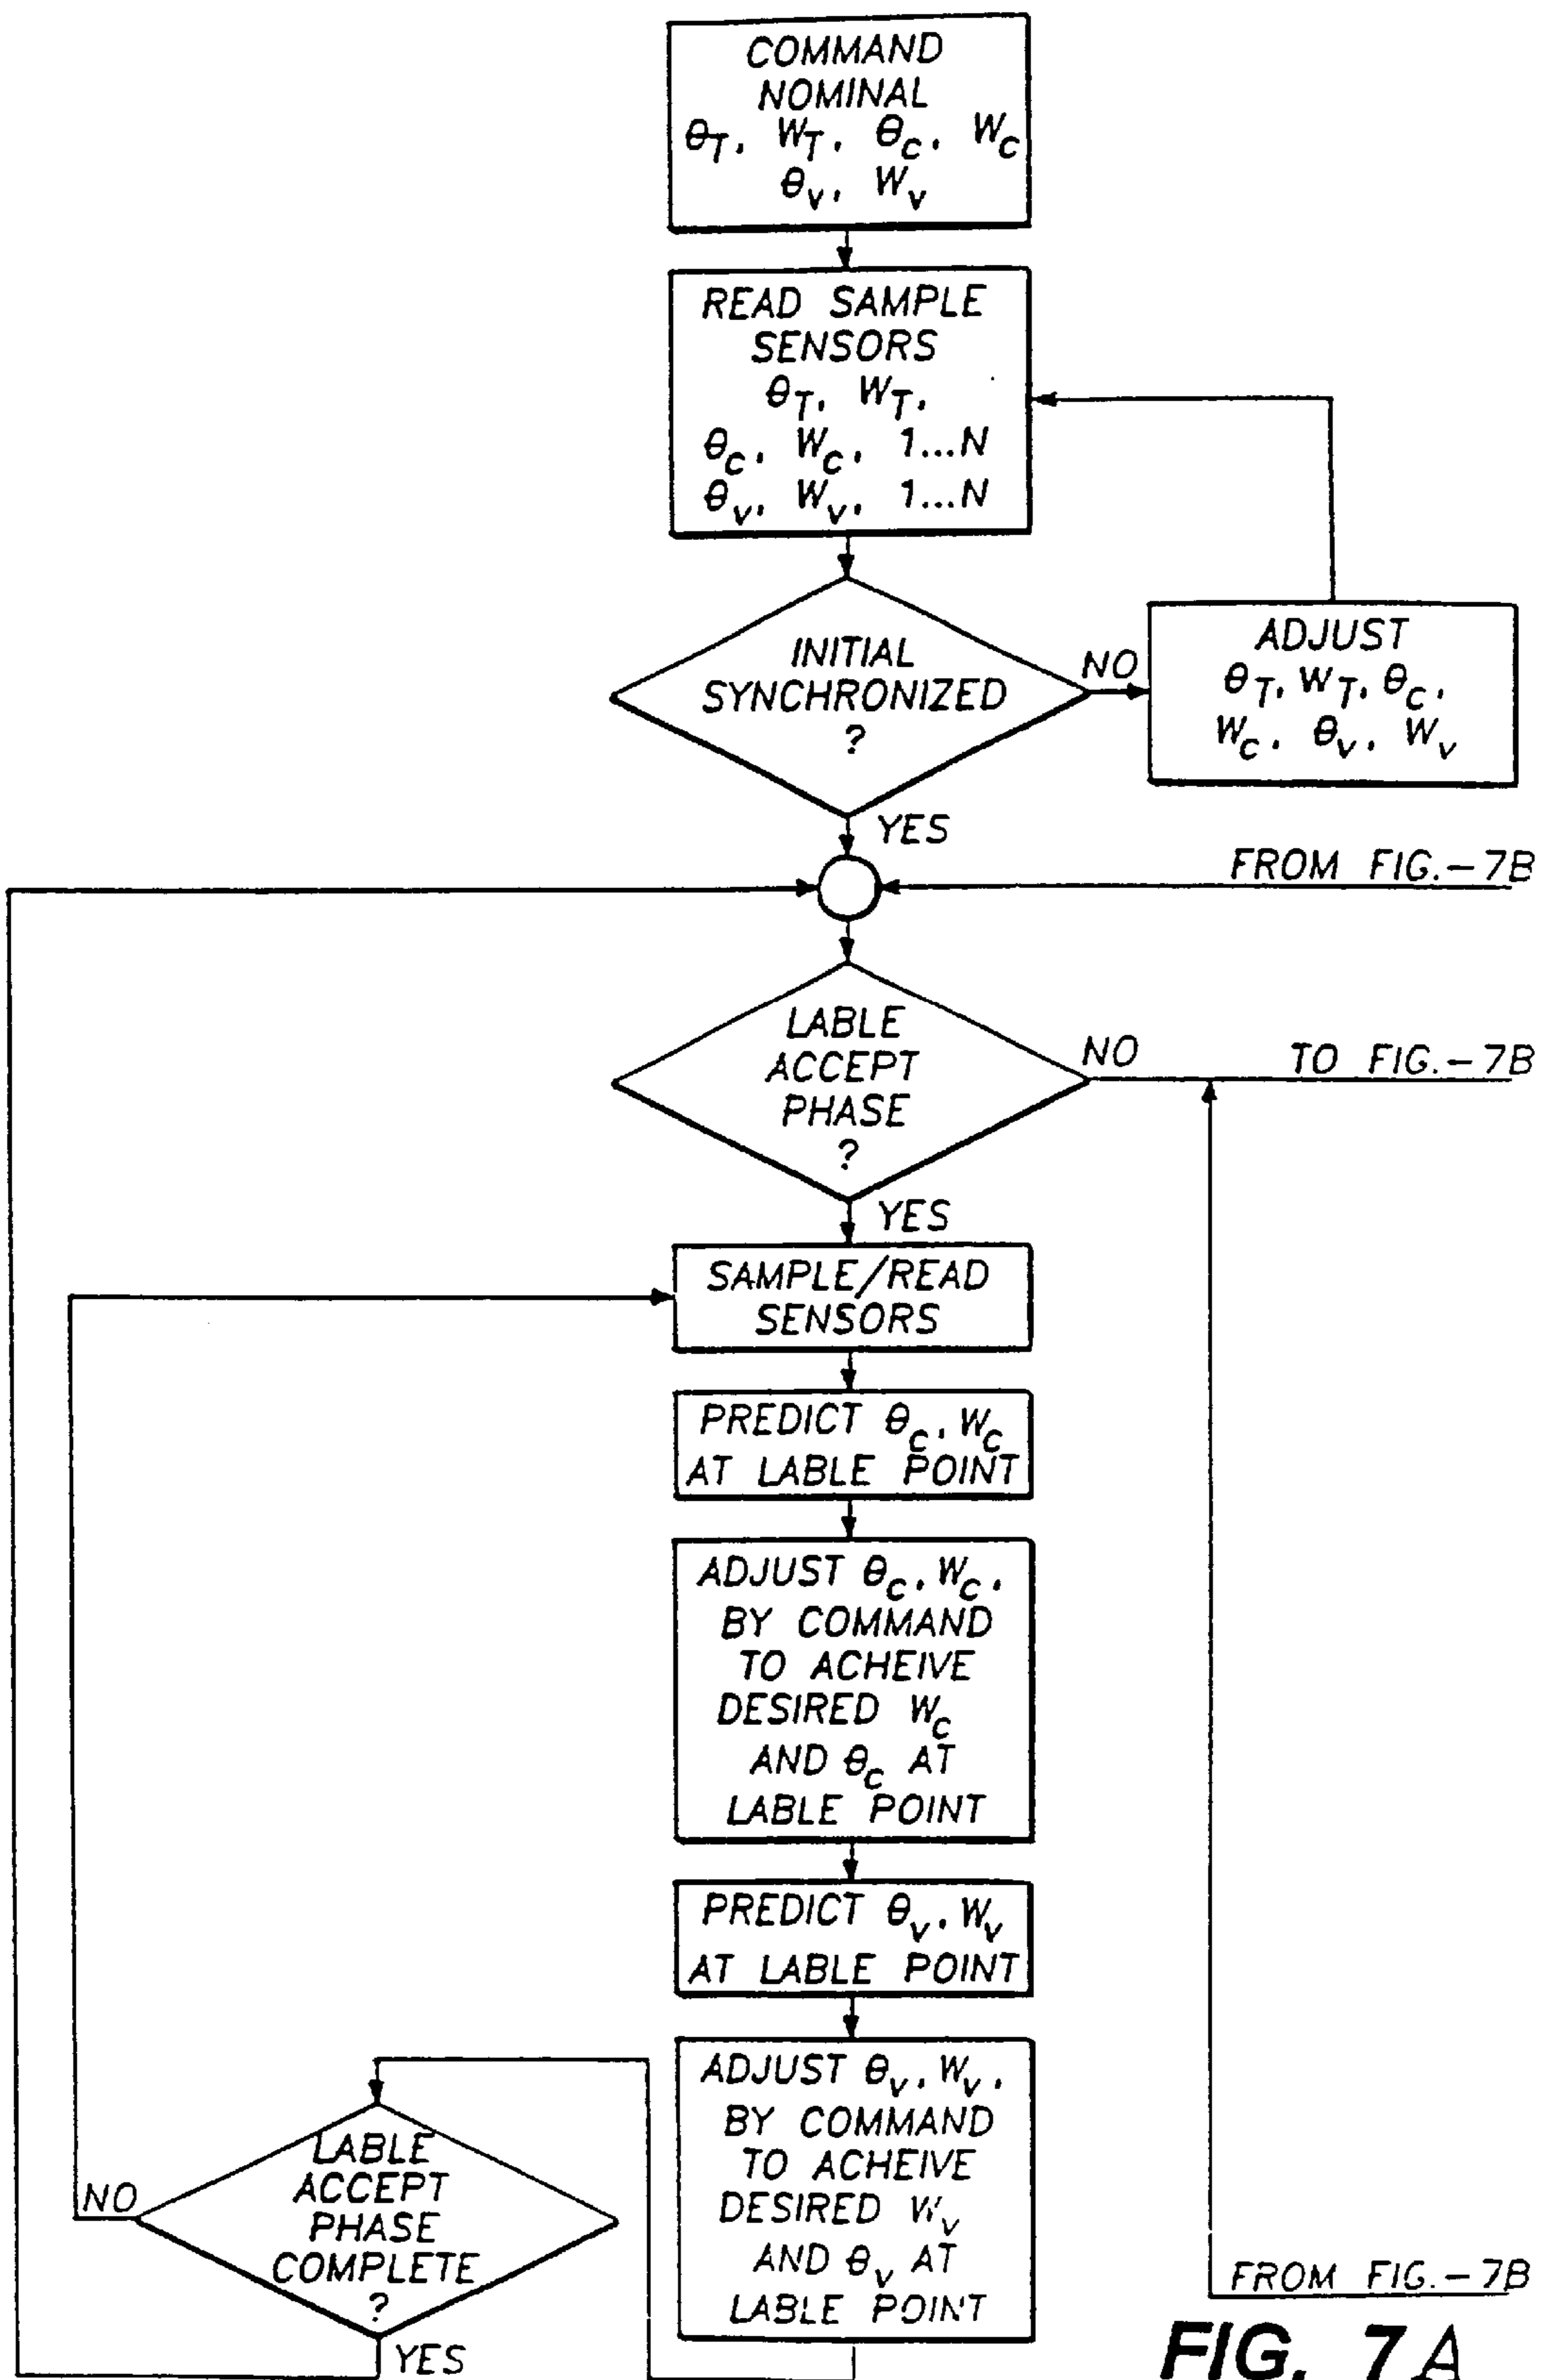 COMMAND
NOMINAL
θT, WT, θc, Wc
θv, Wv
READ SAMPLE
SENSORS
θT, WT,
θc, Wc, 1...N
θv, Wv, 1...N
INITIAL
SYNCHRONIZED
?
NO
ADJUST
θT, WT, θc,
Wc, θv, Wv
YES
FROM FIG.-7B
LABLE
ACCEPT
PHASE
?
NO
TO FIG.-7B
YES
SAMPLE/READ
SENSORS
PREDICT θc, Wc
AT LABLE POINT
ADJUST θc, Wc,
BY COMMAND
TO ACHEIVE
DESIRED Wc
AND θc AT
LABLE POINT
PREDICT θv, Wv
AT LABLE POINT
ADJUST θv, Wv,
BY COMMAND
TO ACHEIVE
DESIRED Wv
AND θv AT
LABLE POINT
LABLE
ACCEPT
PHASE
COMPLETE
?
NO
YES
FROM FIG.-7B
FIG. 7A